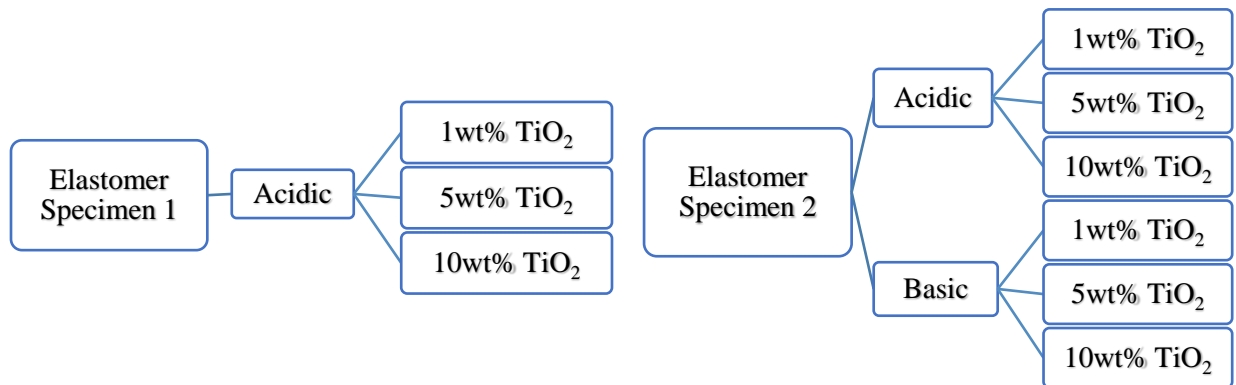 Elastomer
Specimen 1
Acidic
1wt% TiO₂
5wt% TiO₂
10wt% TiO₂
Elastomer
Specimen 2
Acidic
1wt% TiO₂
5wt% TiO₂
10wt% TiO₂
Basic
1wt% TiO₂
5wt% TiO₂
10wt% TiO₂